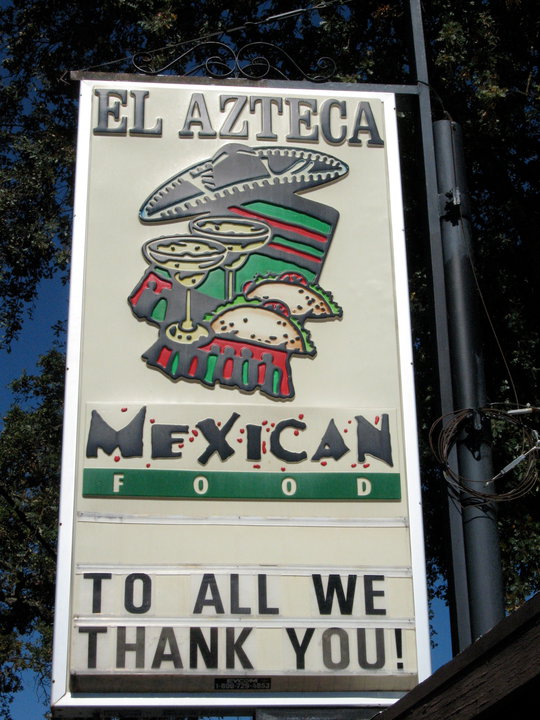 EL AZTECA
MEXICAN
FOOD
TO ALL WE
THANK YOU!